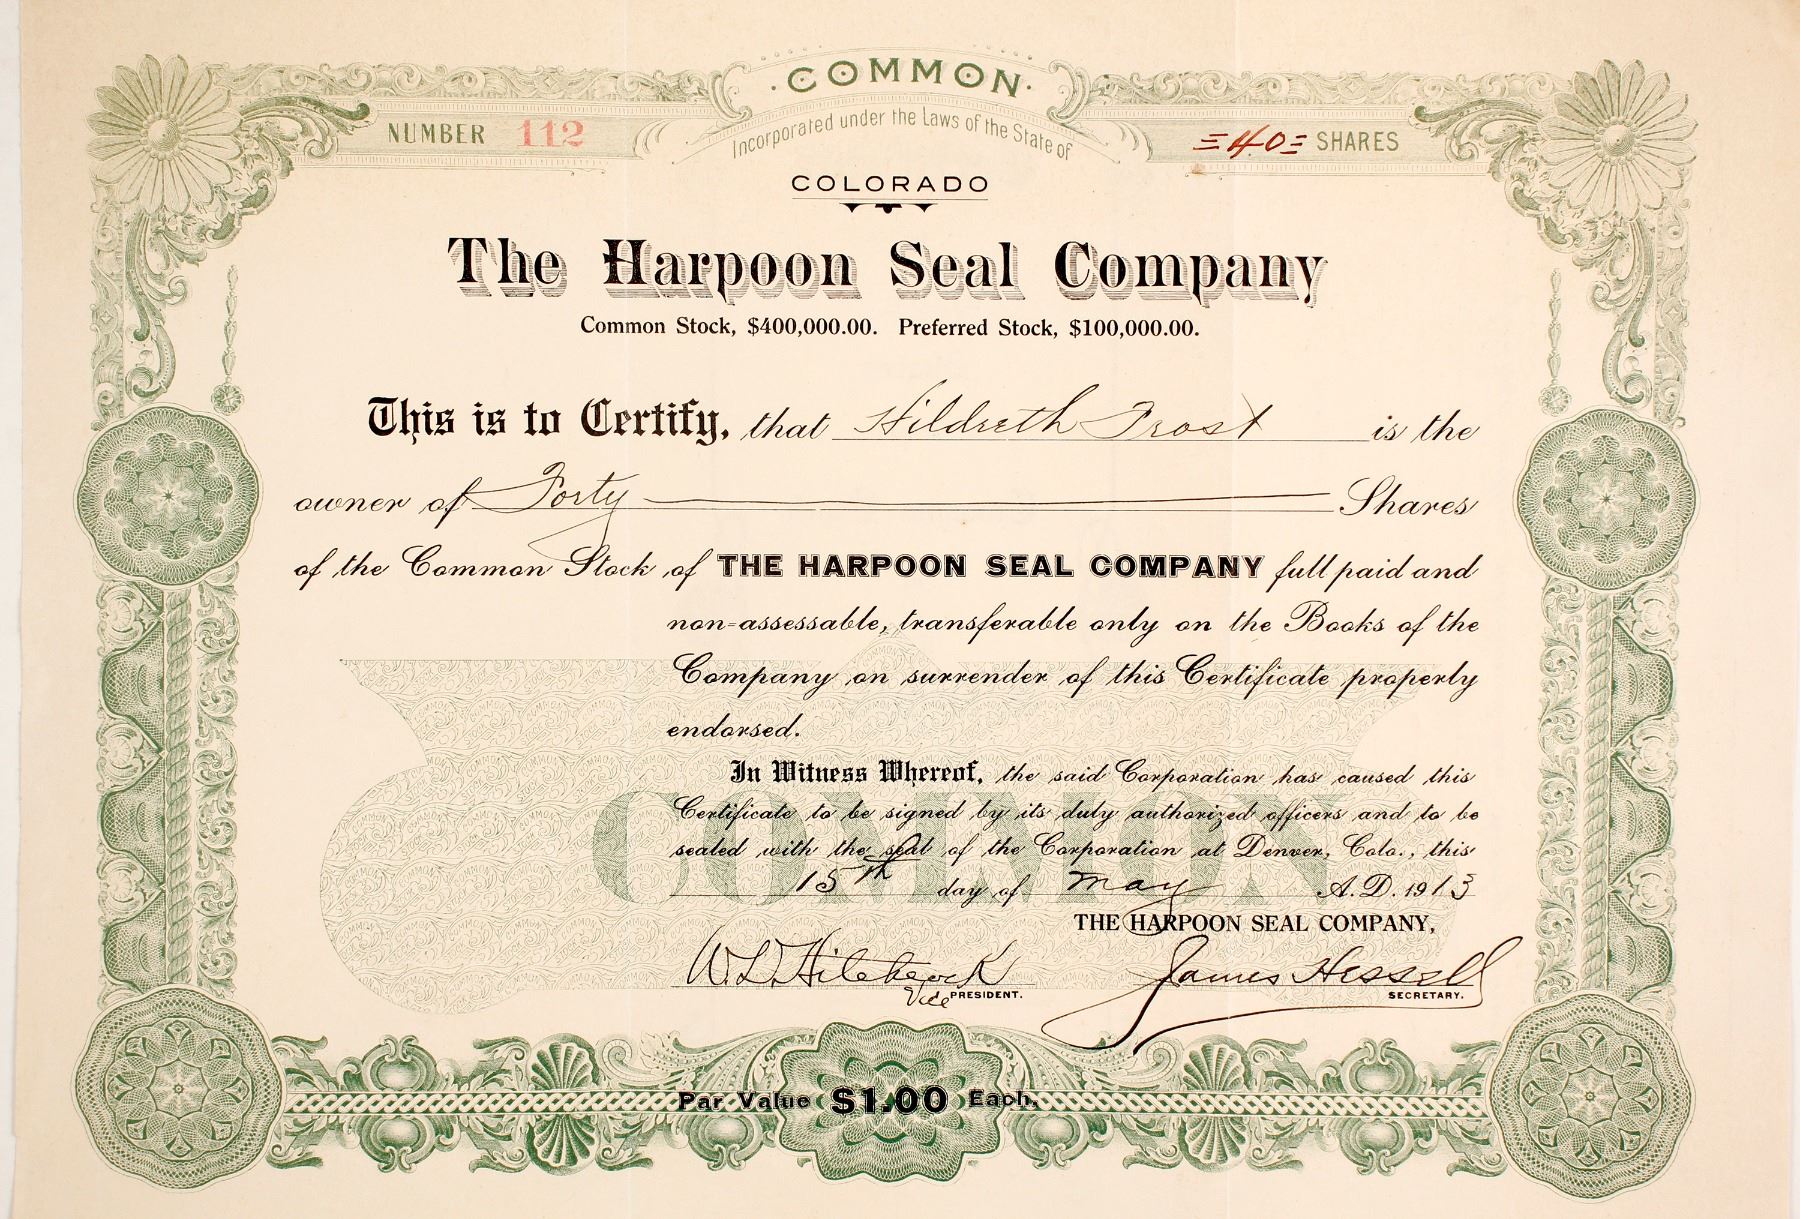 COMMON
NUMBER 112
Incorporated under the Laws of the State of
=40= SHARES
COLORADO
The Harpoon Seal Company
Common Stock, $400,000.00. Preferred Stock, $100,000.00.
This is to Certify, that Hildreth Frost is the
owner of Forty Shares
of the Common Stock of THE HARPOON SEAL COMPANY full paid and
non-assessable, transferable only on the Books of the
Company on surrender of this Certificate property
endorsed.
In Witness Whereof, the said Corporation has caused this
Certificate to be signed by its duly authorized officers and to be
sealed with the seal of the Corporation at Denver, Colo., this
15th day of May A.D. 1913
COMMON
THE HARPOON SEAL COMPANY,
W L Hitchcock James Hessell
Vice PRESIDENT. SECRETARY.
Par Value $1.00 Each.